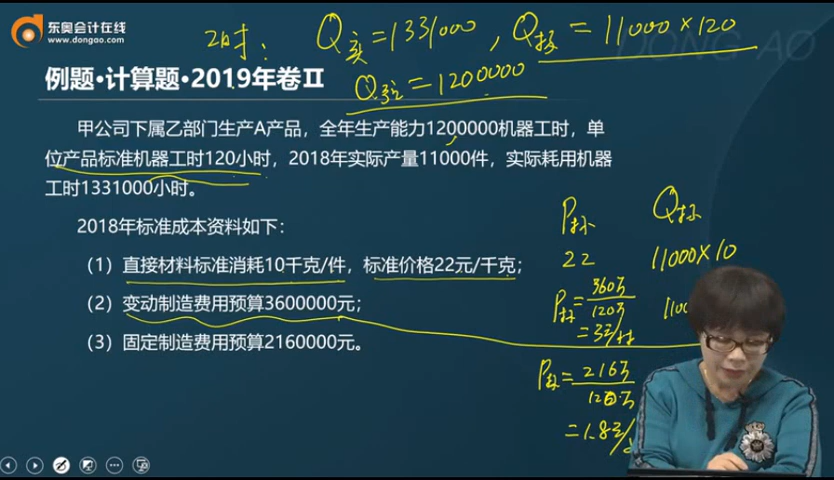 东奥会计在线
www.dongao.com
DONG AO
2时: Q实=1331000, Q标=11000×120
Q预=1200000
例题•计算题•2019年卷Ⅱ
甲公司下属乙部门生产A产品，全年生产能力1200000机器工时，单
位产品标准机器工时120小时，2018年实际产量11000件，实际耗用机器
工时1331000小时。
2018年标准成本资料如下：
（1）直接材料标准消耗10千克/件，标准价格22元/千克；
（2）变动制造费用预算3600000元；
（3）固定制造费用预算2160000元。
P标 Q标
22 11000×10
P标=360万/120万
=3元/时
1100
P标=216万/120万
=1.8元/